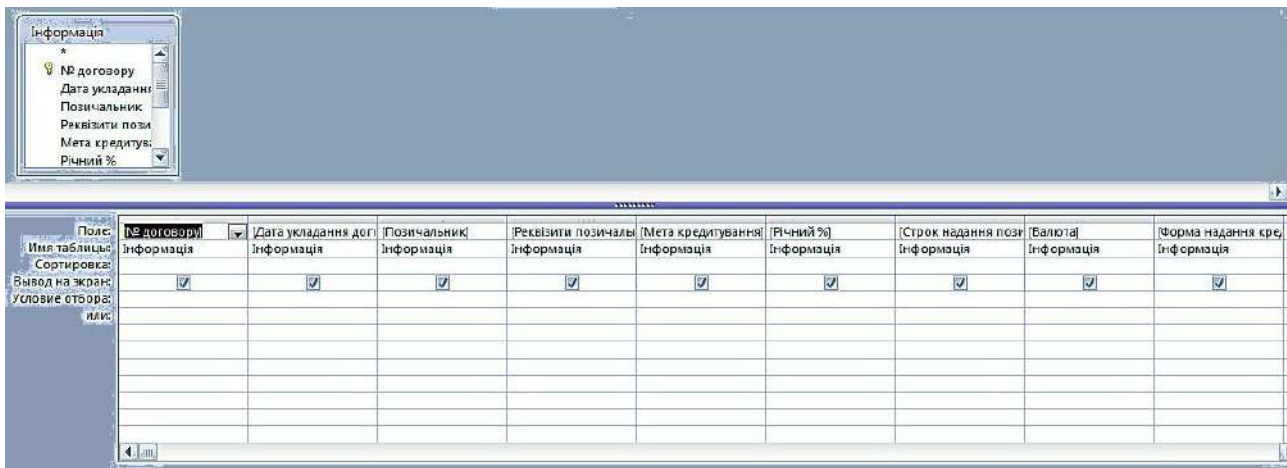 Інформація
*
№ договору
Дата укладання
Позичальник
Реквізити пози
Мета кредитув:
Річний %
Поле: [№ договору] [Дата укладання дого [Позичальник] [Реквізити позичаль [Мета кредитування] [Річний %] [Строк надання пози [Валюта] [Форма надання кре,
Имя таблицы: Інформація Інформація Інформація Інформація Інформація Інформація Інформація Інформація Інформація
Сортировка:
Вывод на экран:
Условие отбора:
или: